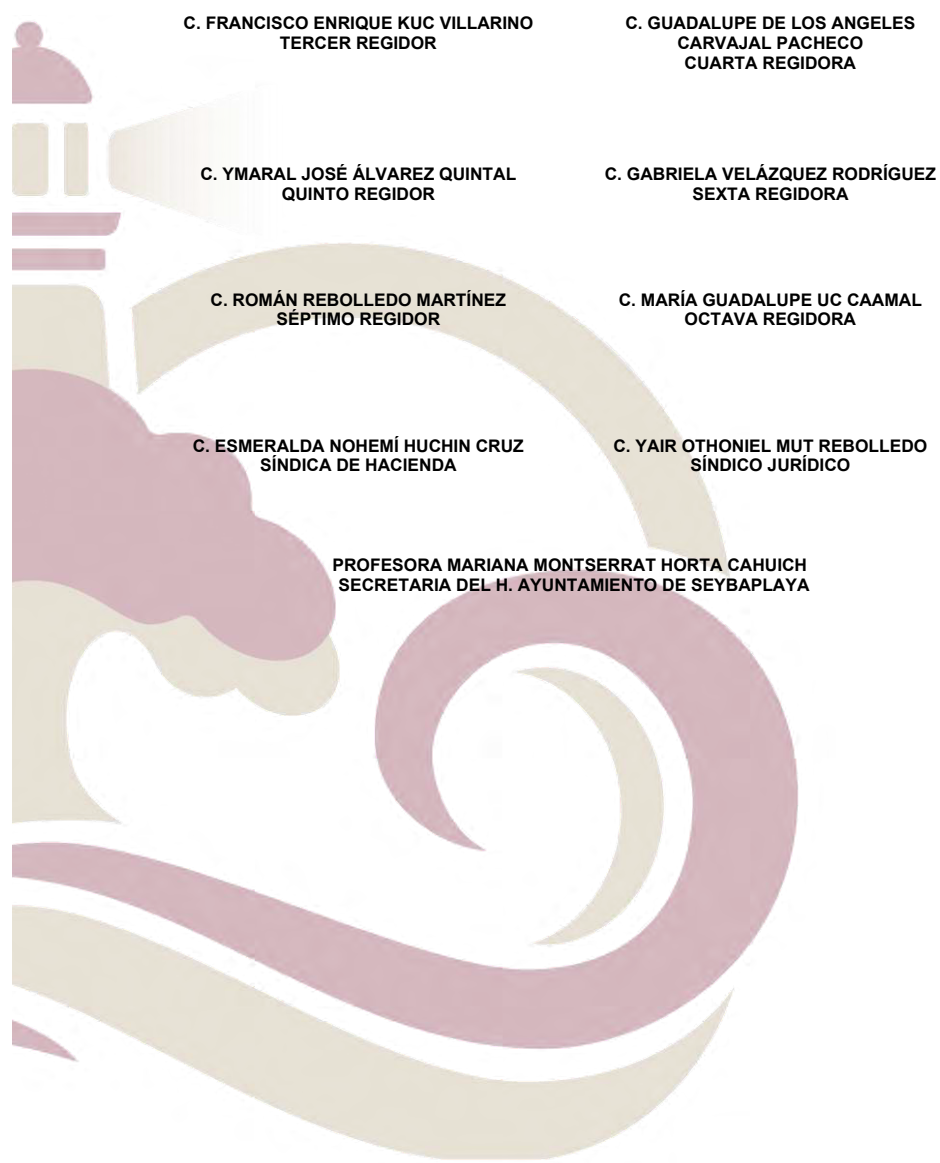 C. FRANCISCO ENRIQUE KUC VILLARINO
TERCER REGIDOR
C. GUADALUPE DE LOS ANGELES
CARVAJAL PACHECO
CUARTA REGIDORA
C. YMARAL JOSÉ ÁLVAREZ QUINTAL
QUINTO REGIDOR
C. GABRIELA VELÁZQUEZ RODRÍGUEZ
SEXTA REGIDORA
C. ROMÁN REBOLLEDO MARTÍNEZ
SÉPTIMO REGIDOR
C. MARÍA GUADALUPE UC CAAMAL
OCTAVA REGIDORA
C. ESMERALDA NOHEMÍ HUCHIN CRUZ
SÍNDICA DE HACIENDA
C. YAIR OTHONIEL MUT REBOLLEDO
SÍNDICO JURÍDICO
PROFESORA MARIANA MONTSERRAT HORTA CAHUICH
SECRETARIA DEL H. AYUNTAMIENTO DE SEYBAPLAYA